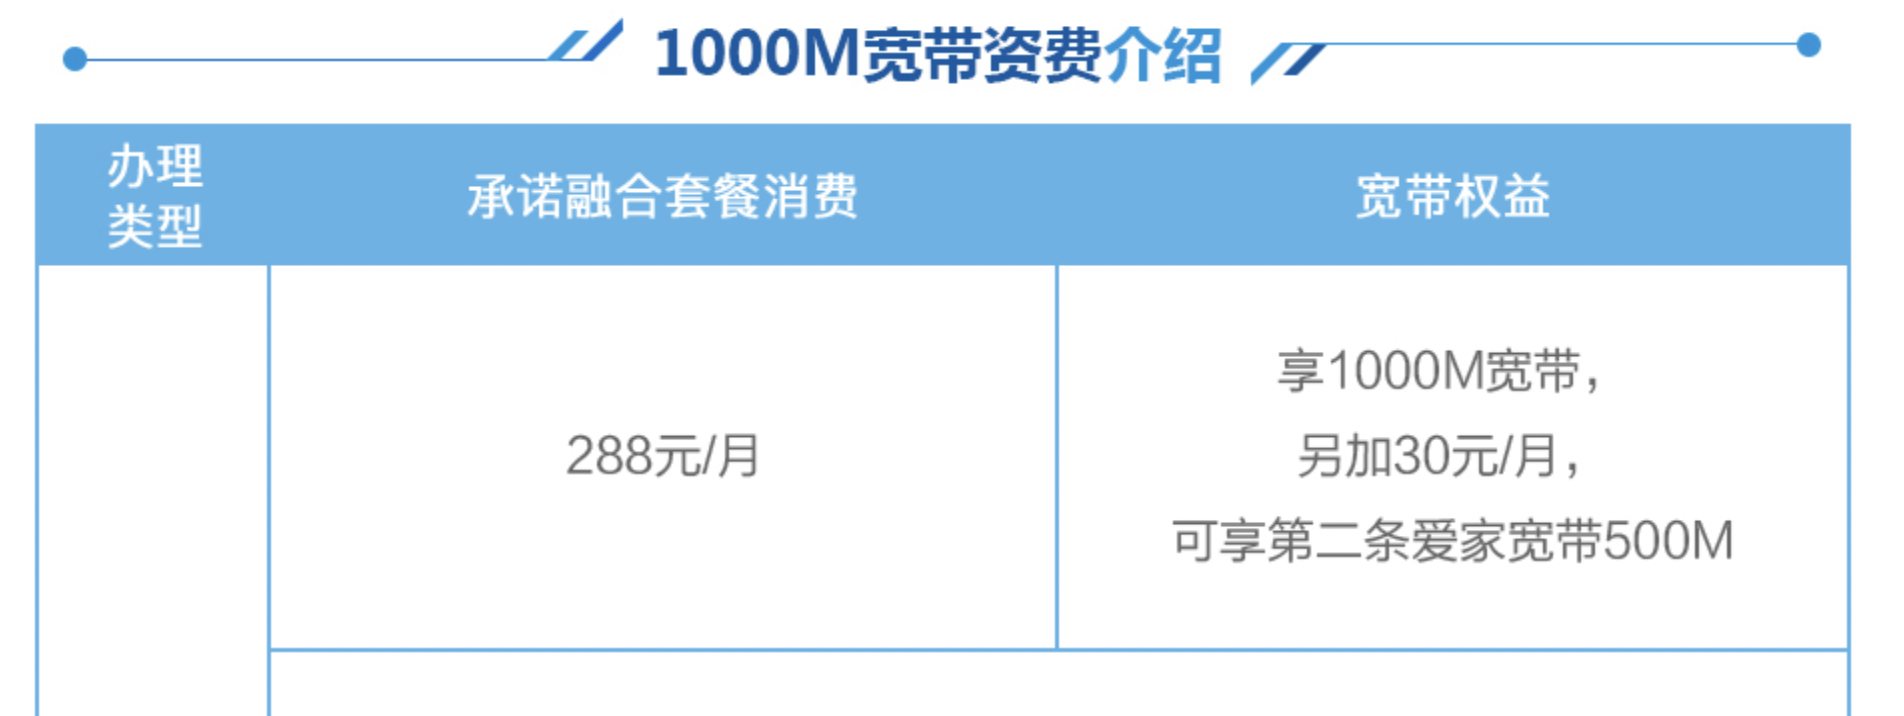 1000M宽带资费介绍
办理
类型
承诺融合套餐消费
宽带权益
288元/月
享1000M宽带，
另加30元/月，
可享第二条爱家宽带500M